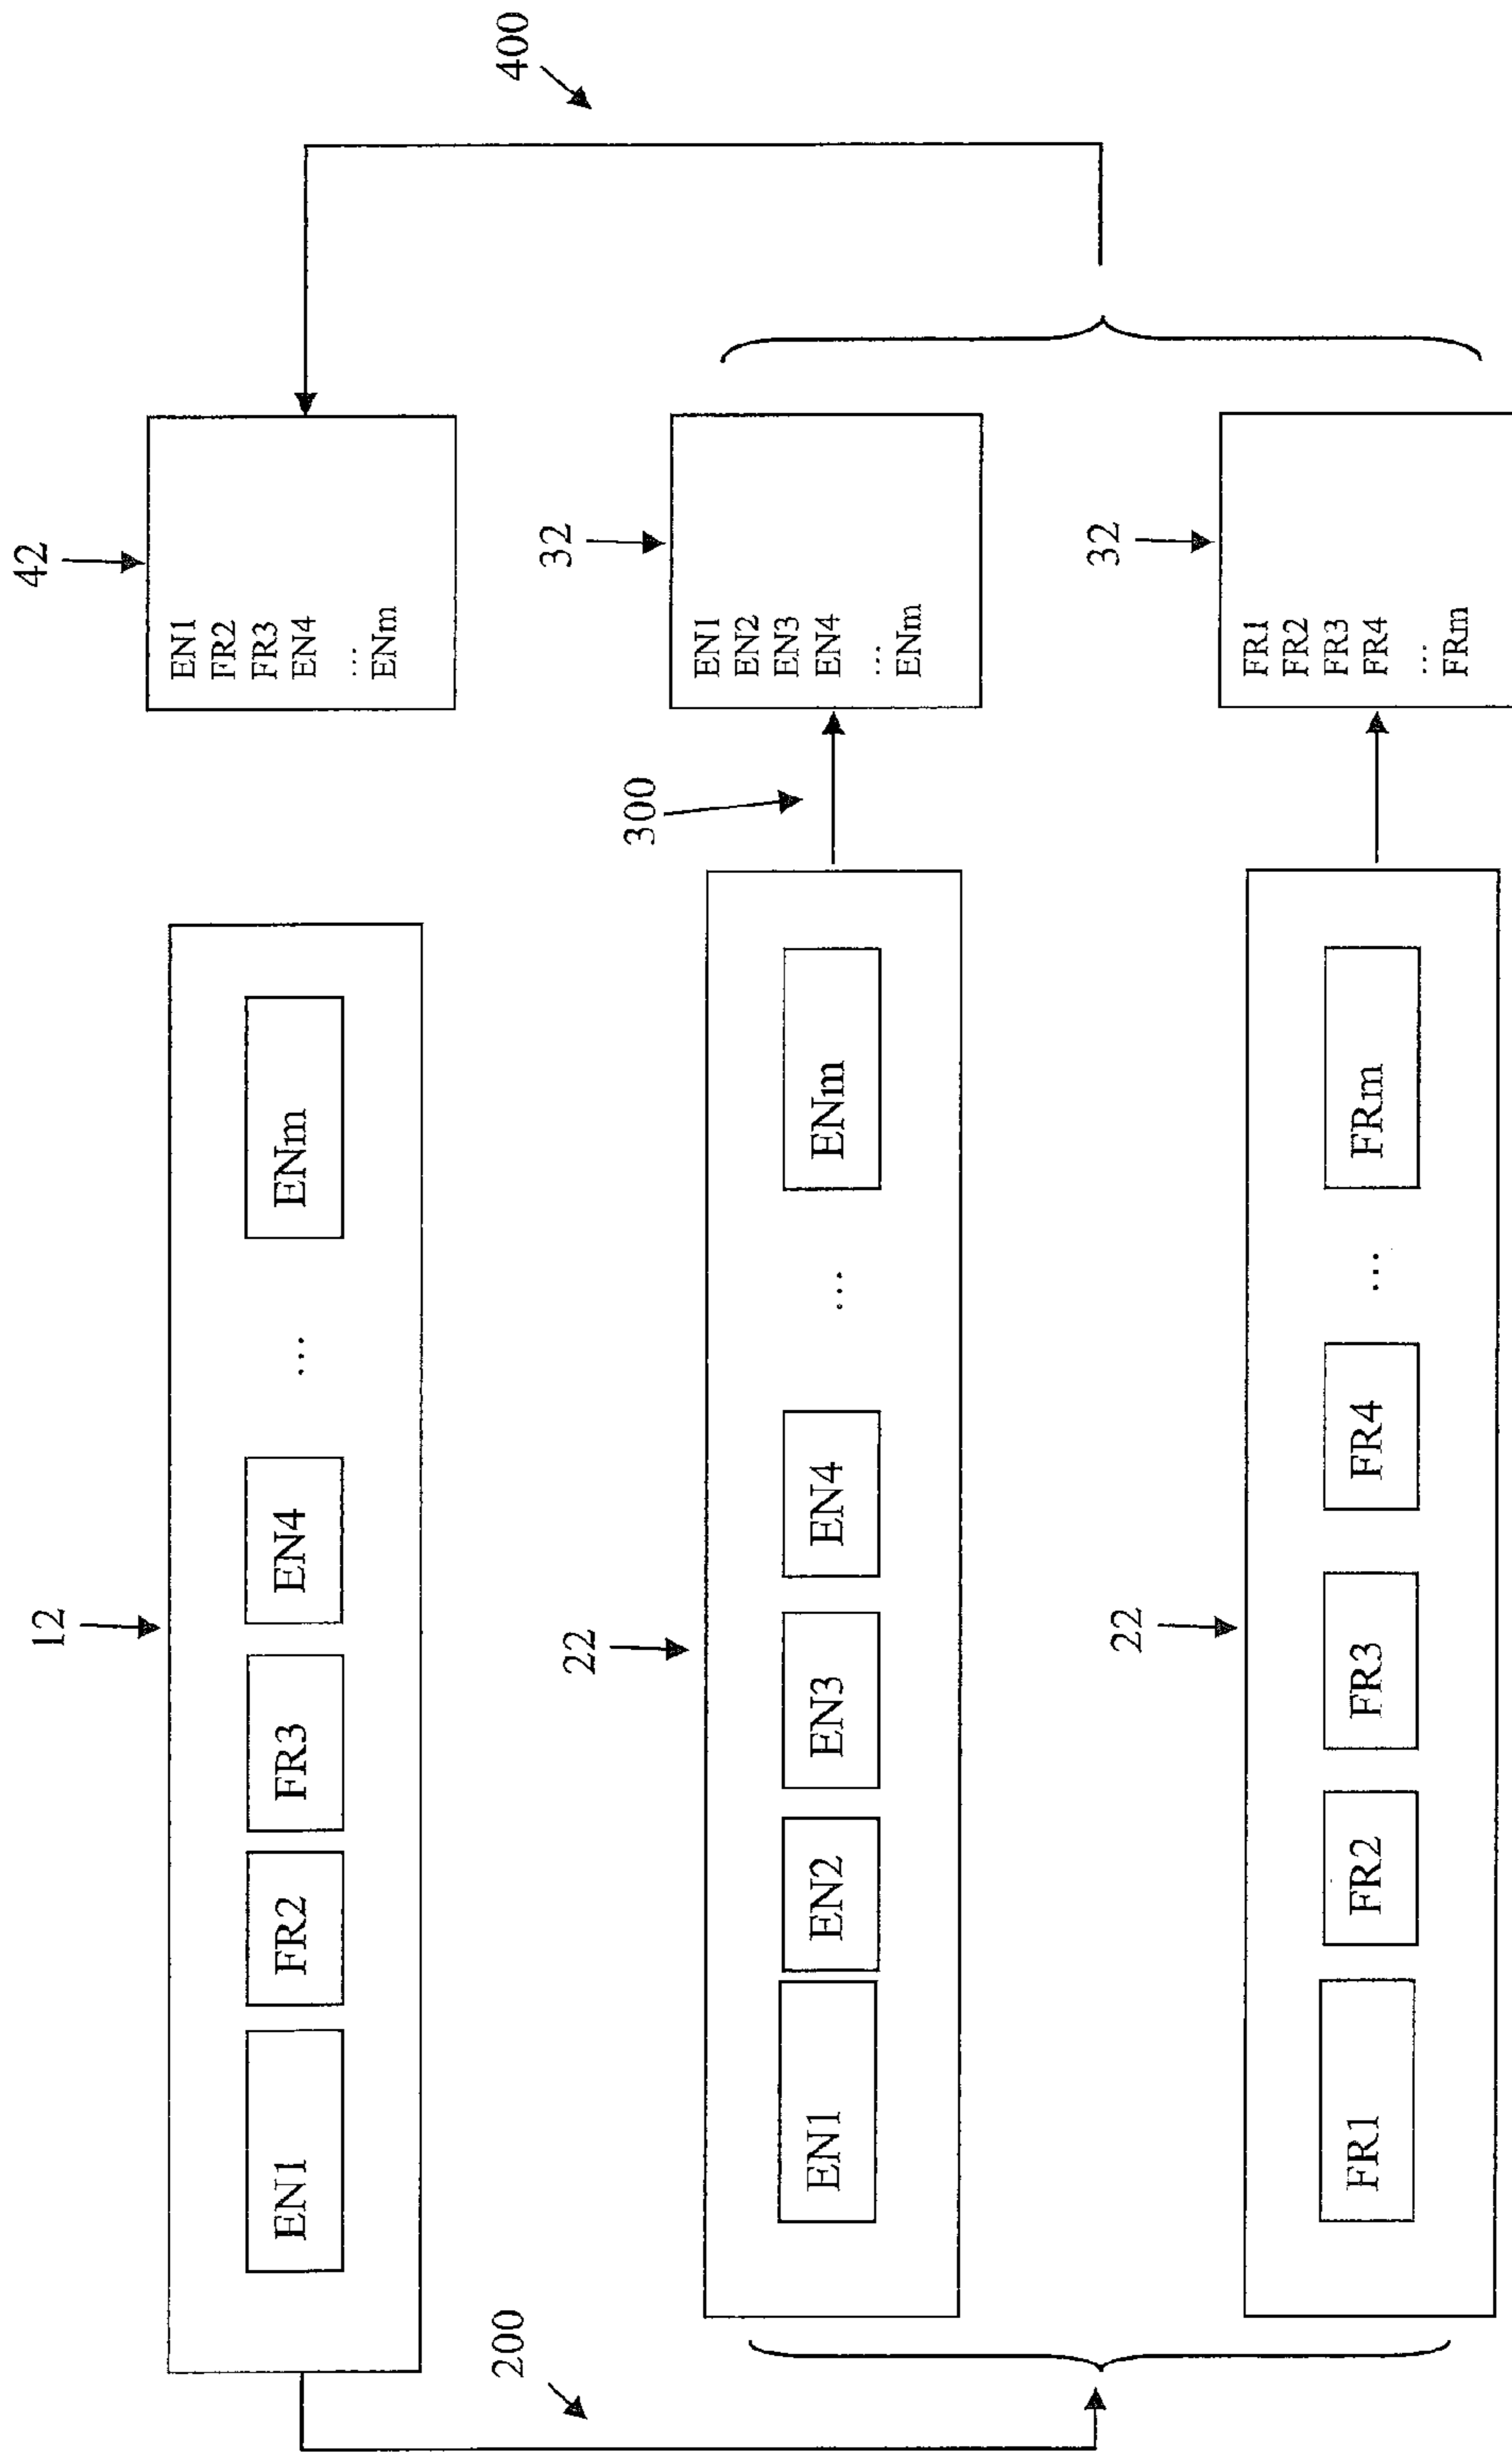 12
42
EN1 FR2 FR3 EN4 ... ENm
EN1
FR2
FR3
EN4
...
ENm
200
400
22
300
32
EN1 EN2 EN3 EN4 ... ENm
EN1
EN2
EN3
EN4
...
ENm
22
32
FR1 FR2 FR3 FR4 ... FRm
FR1
FR2
FR3
FR4
...
FRm